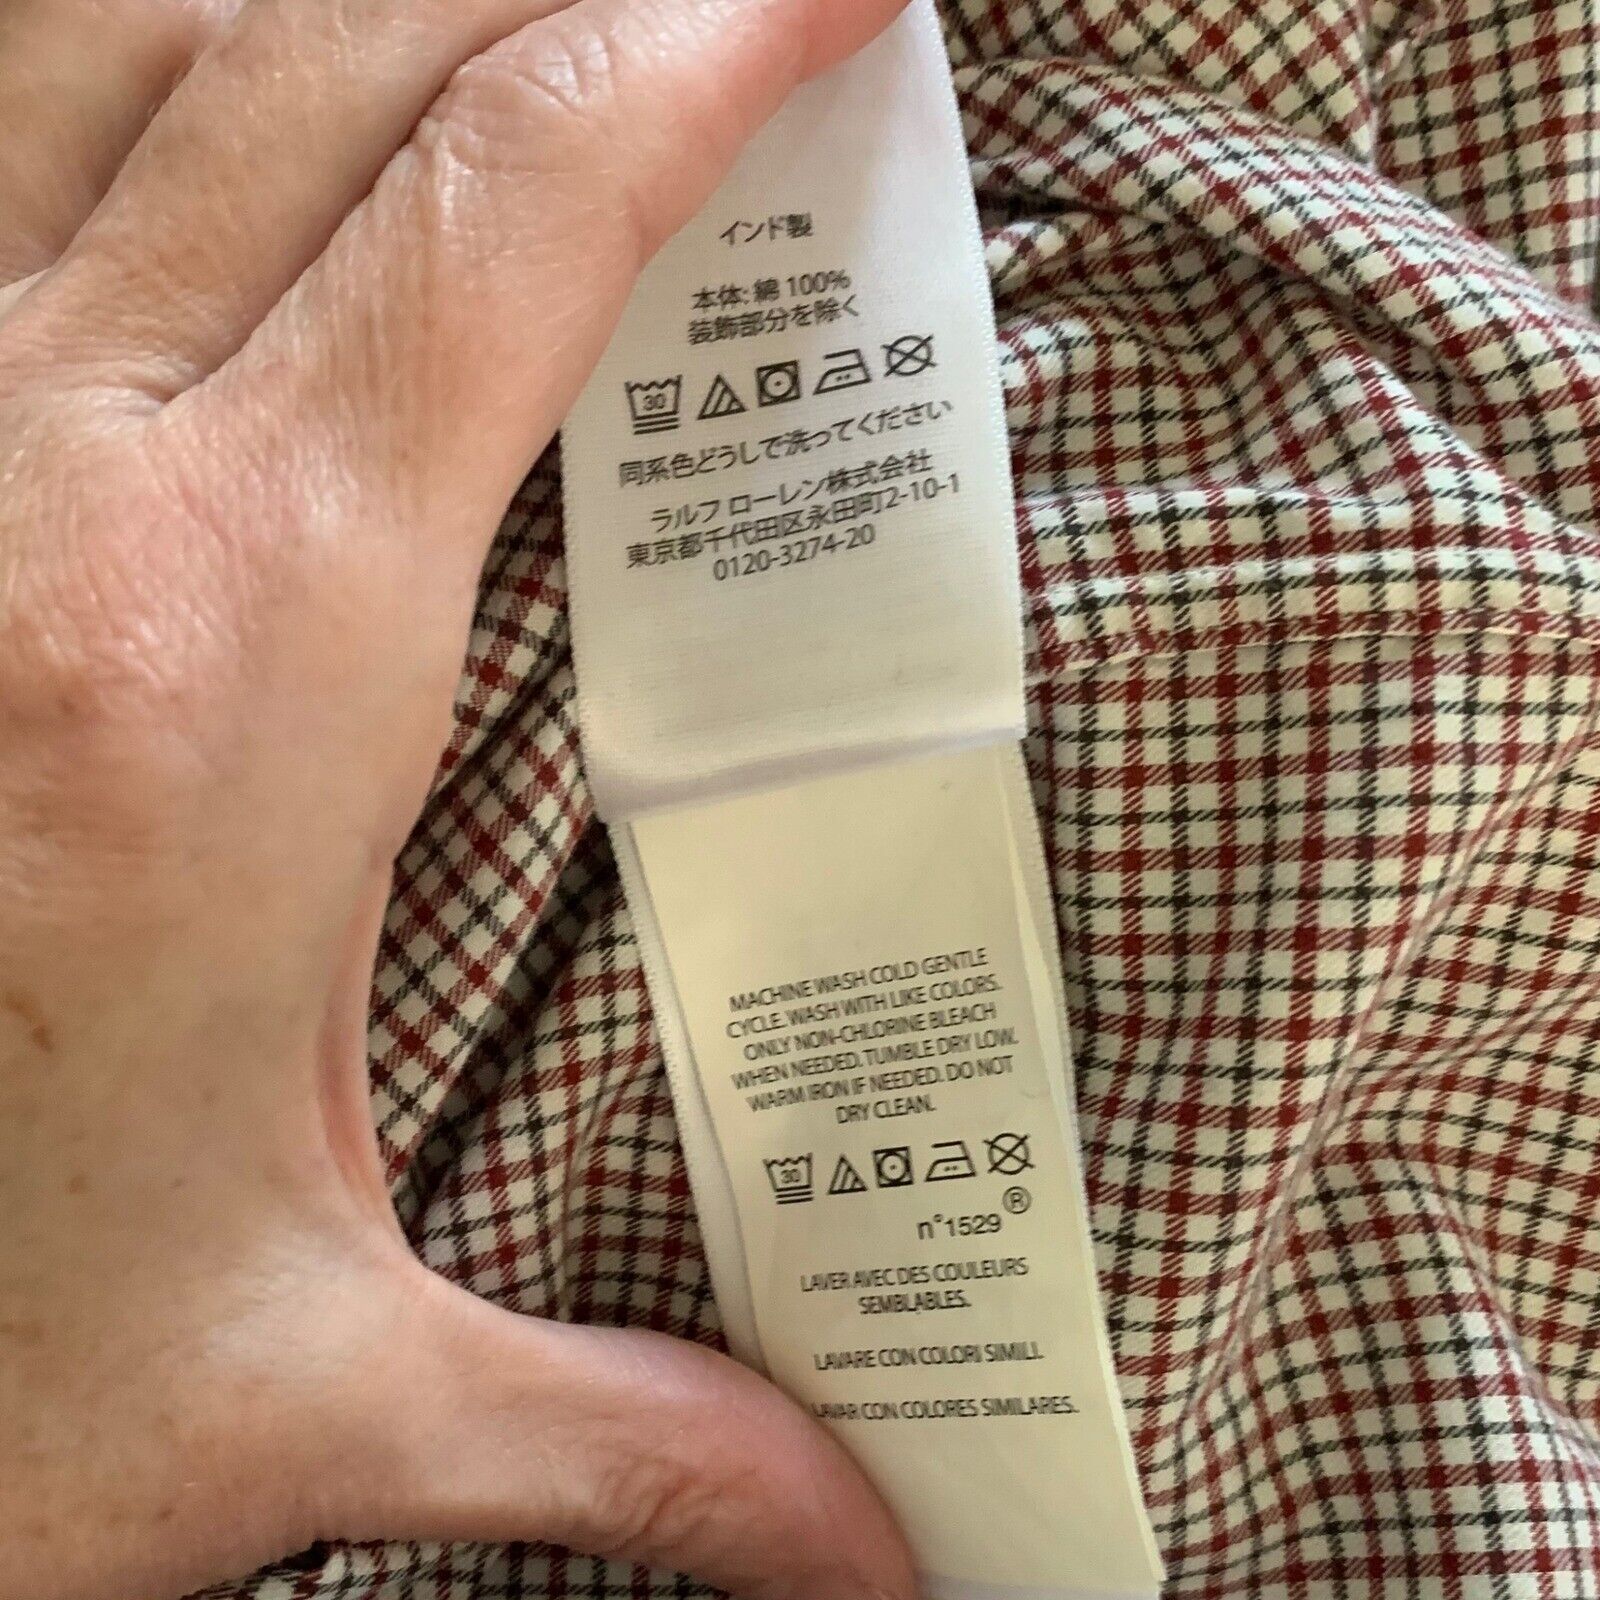 インド製
本体: 綿 100%
装飾部分を除く
30
同系色どうしで洗ってください
ラルフ ローレン株式会社
東京都千代田区永田町2-10-1
0120-3274-20
MACHINE WASH COLD GENTLE
CYCLE. WASH WITH LIKE COLORS.
ONLY NON-CHLORINE BLEACH
WHEN NEEDED. TUMBLE DRY LOW.
WARM IRON IF NEEDED. DO NOT
DRY CLEAN.
30
n°1529®
LAVER AVEC DES COULEURS
SEMBLABLES.
LAVARE CON COLORI SIMILI.
LAVAR CON COLORES SIMILARES.